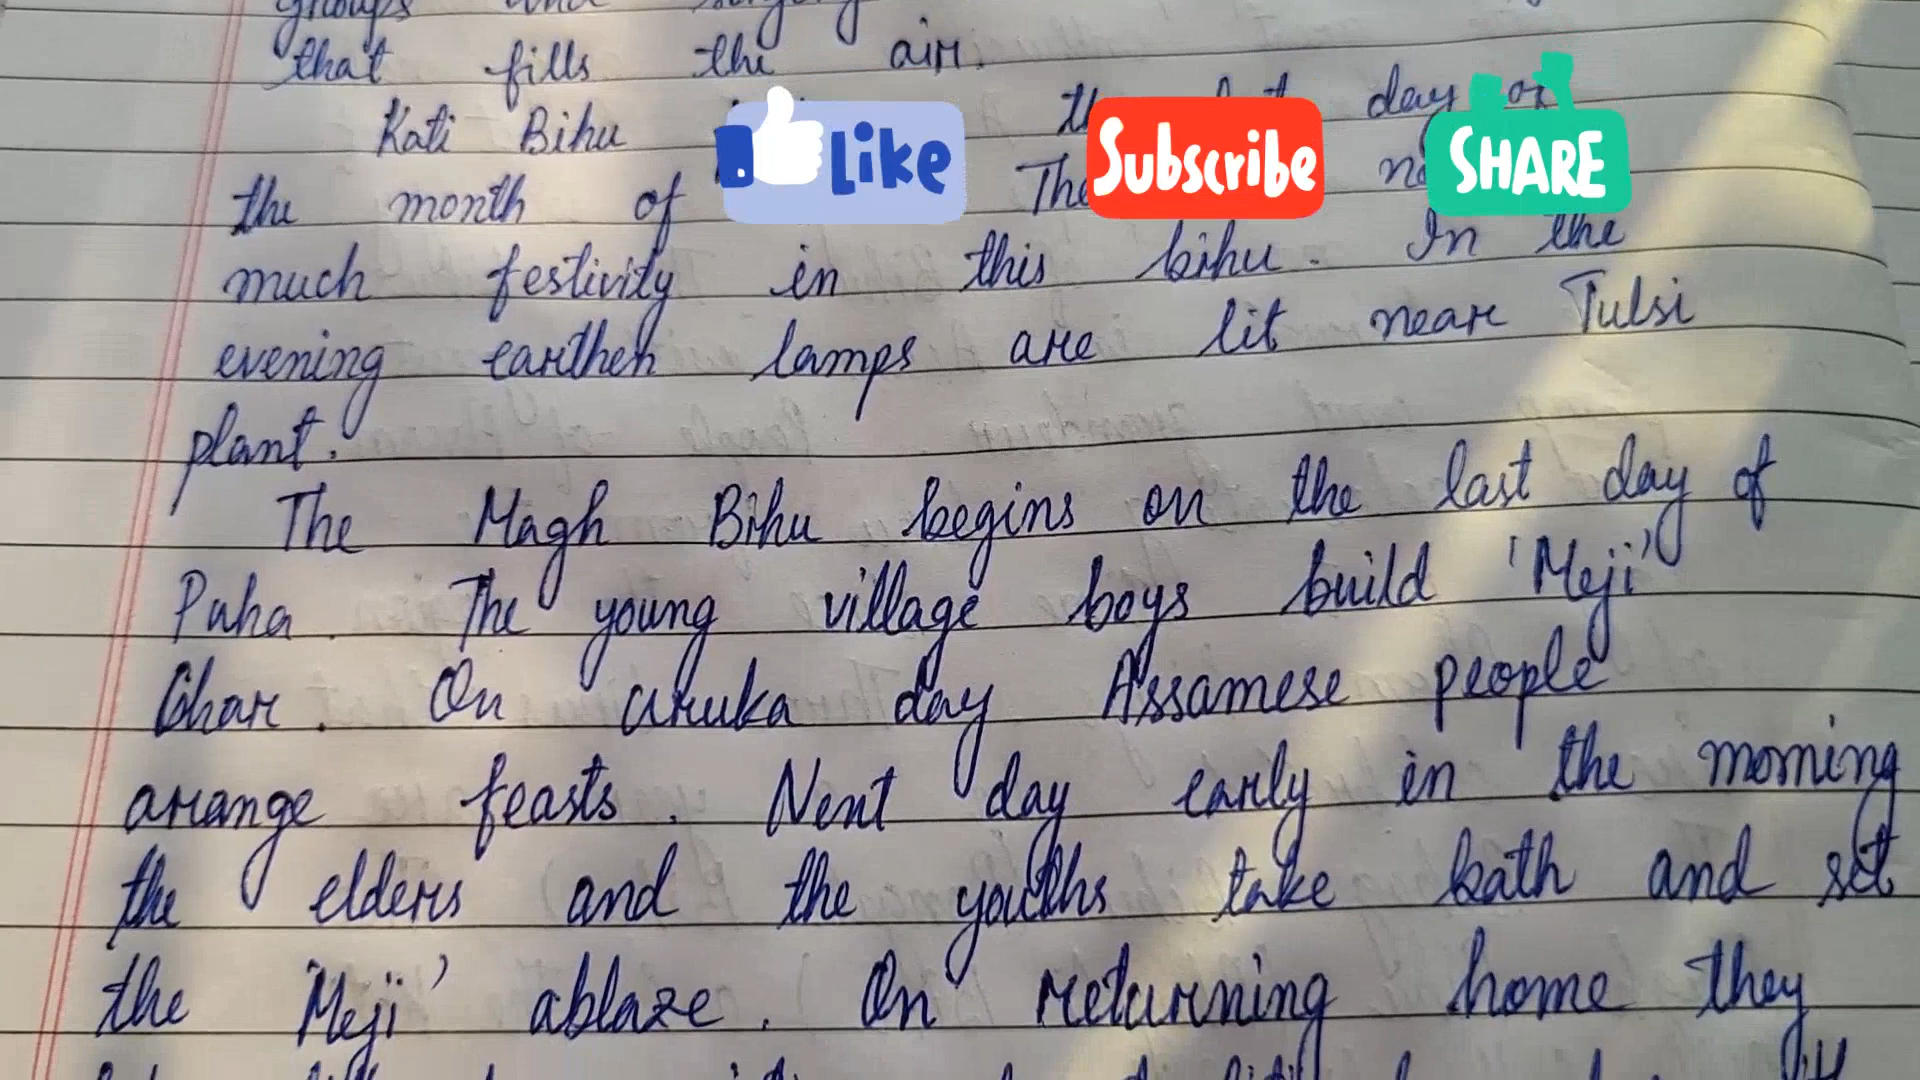 that fills the air.
Kati Bihu day of
Like Subscribe SHARE
the month of The
much festivity in this bihu. In the
evening earthen lamps are lit near Tulsi
plant.
The Magh Bihu begins on the last day of
Puha. The young village boys build 'Meji'
Ghar. On uruka day Assamese people
arange feasts. Next day early in the morning
the elders and the youths take bath and set
the 'Meji' ablaze. On returning home they